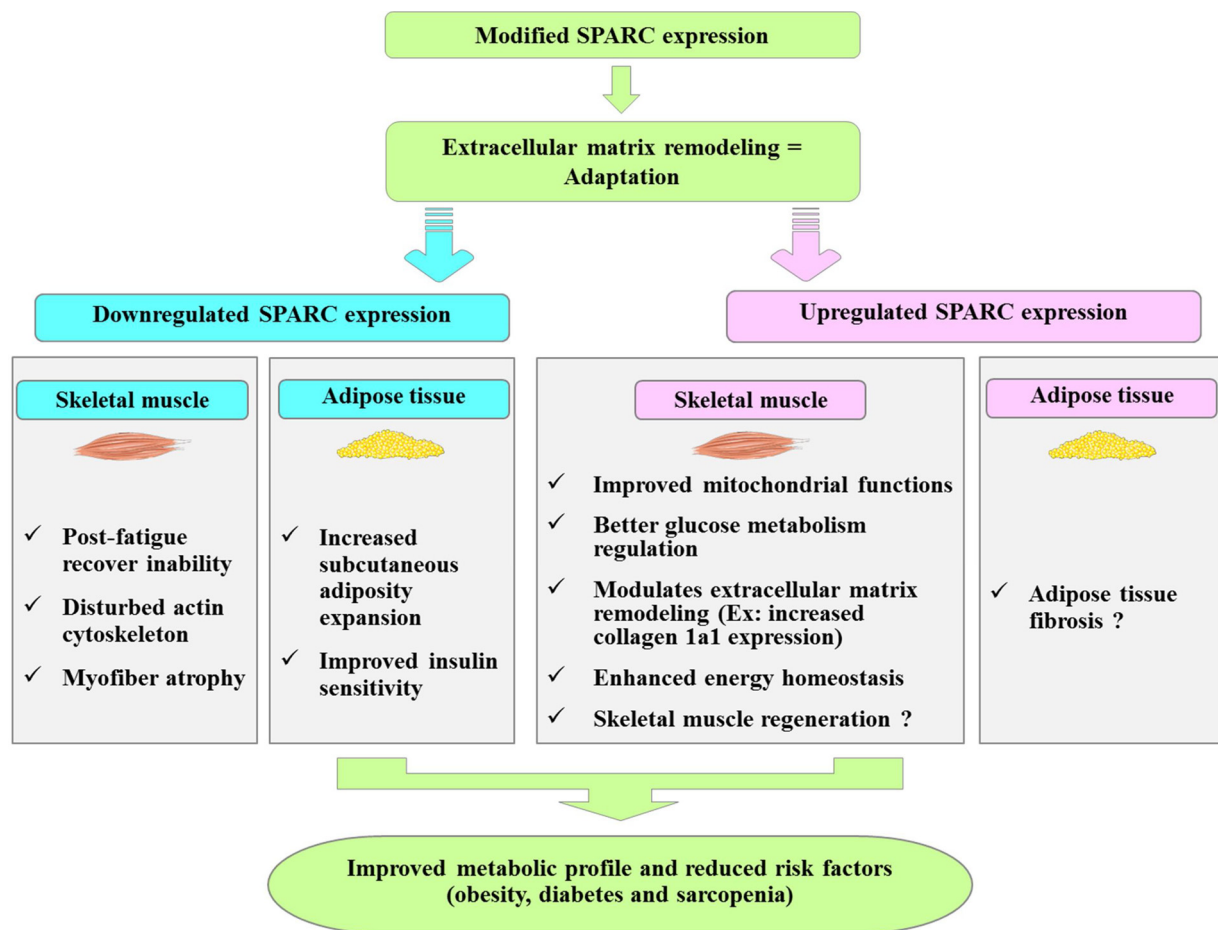 Modified SPARC expression
Extracellular matrix remodeling =
Adaptation
Downregulated SPARC expression
Upregulated SPARC expression
Skeletal muscle
✓ Post-fatigue
recover inability
✓ Disturbed actin
cytoskeleton
✓ Myofiber atrophy
Adipose tissue
✓ Increased
subcutaneous
adiposity
expansion
✓ Improved insulin
sensitivity
Skeletal muscle
✓ Improved mitochondrial functions
✓ Better glucose metabolism
regulation
✓ Modulates extracellular matrix
remodeling (Ex: increased
collagen 1a1 expression)
✓ Enhanced energy homeostasis
✓ Skeletal muscle regeneration ?
Adipose tissue
✓ Adipose tissue
fibrosis ?
Improved metabolic profile and reduced risk factors
(obesity, diabetes and sarcopenia)